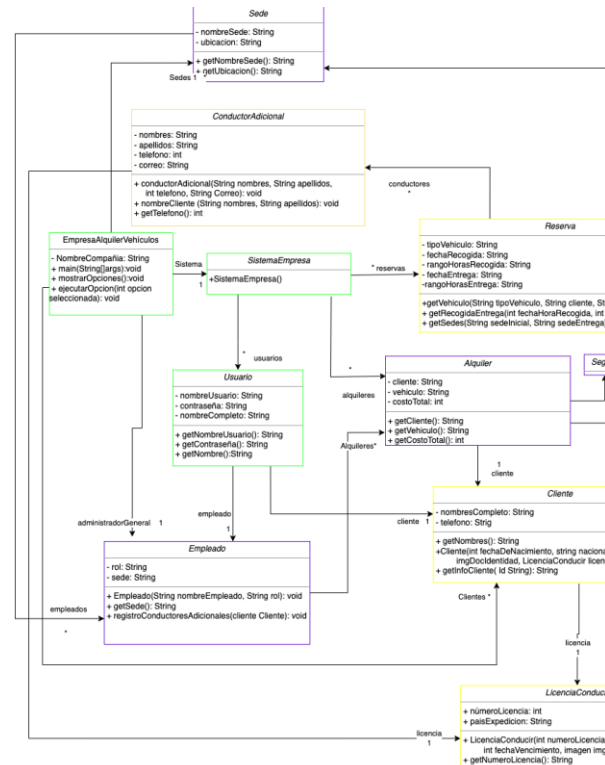 Sede
- nombreSede: String
- ubicacion: String
+ getNombreSede(): String
+ getUbicacion(): String
Sedes 1 *
ConductorAdicional
- nombres: String
- apellidos: String
- telefono: int
- correo: String
+ conductorAdicional(String nombres, String apellidos,
int telefono, String Correo): void
+ nombreCliente (String nombres, String apellidos): void
+ getTelefono(): int
conductores
*
EmpresaAlquilerVehículos
- NombreCompañia: String
+ main(String[]args):void
+ mostrarOpciones():void
+ ejecutarOpcion(int opcion
seleccionada): void
Sistema
1
SistemaEmpresa
+SistemaEmpresa()
* reservas
Reserva
- tipoVehiculo: String
- fechaRecogida: String
- rangoHorasRecogida: String
- fechaEntrega: String
-rangoHorasEntrega: String
+getVehiculo(String tipoVehiculo, String cliente, St
+ getRecogidaEntrega(int fechaHoraRecogida, int
+ getSedes(String sedeInicial, String sedeEntrega)
*
usuarios
*
alquileres
Usuario
- nombreUsuario: String
- contraseña: String
- nombreCompleto: String
+ getNombreUsuario(): String
+ getContraseña(): String
+ getNombre():String
Alquiler
- cliente: String
- vehiculo: String
- costoTotal: int
+ getCliente(): String
+ getVehiculo(): String
+ getCostoTotal(): int
Seg
Alquileres*
1
cliente
administradorGeneral 1
empleado
1
cliente 1
Cliente
- nombresCompleto: String
- telefono: Strig
+ getNombres(): String
+Cliente(int fechaDeNacimiento, string naciona
imgDocIdentidad, LicenciaConducir licen
+ getInfoCliente( Id String): String
Empleado
- rol: String
- sede: String
+ Empleado(String nombreEmpleado, String rol): void
+ getSede(): String
+ registroConductoresAdicionales(cliente Cliente): void
empleados
*
Clientes *
licencia
1
LicenciaConduci
+ númeroLicencia: int
+ paisExpedicion: String
+ LicenciaConducir(int numeroLicencia,
int fechaVencimiento, imagen img
+ getNumeroLicencia(): String
licencia
1